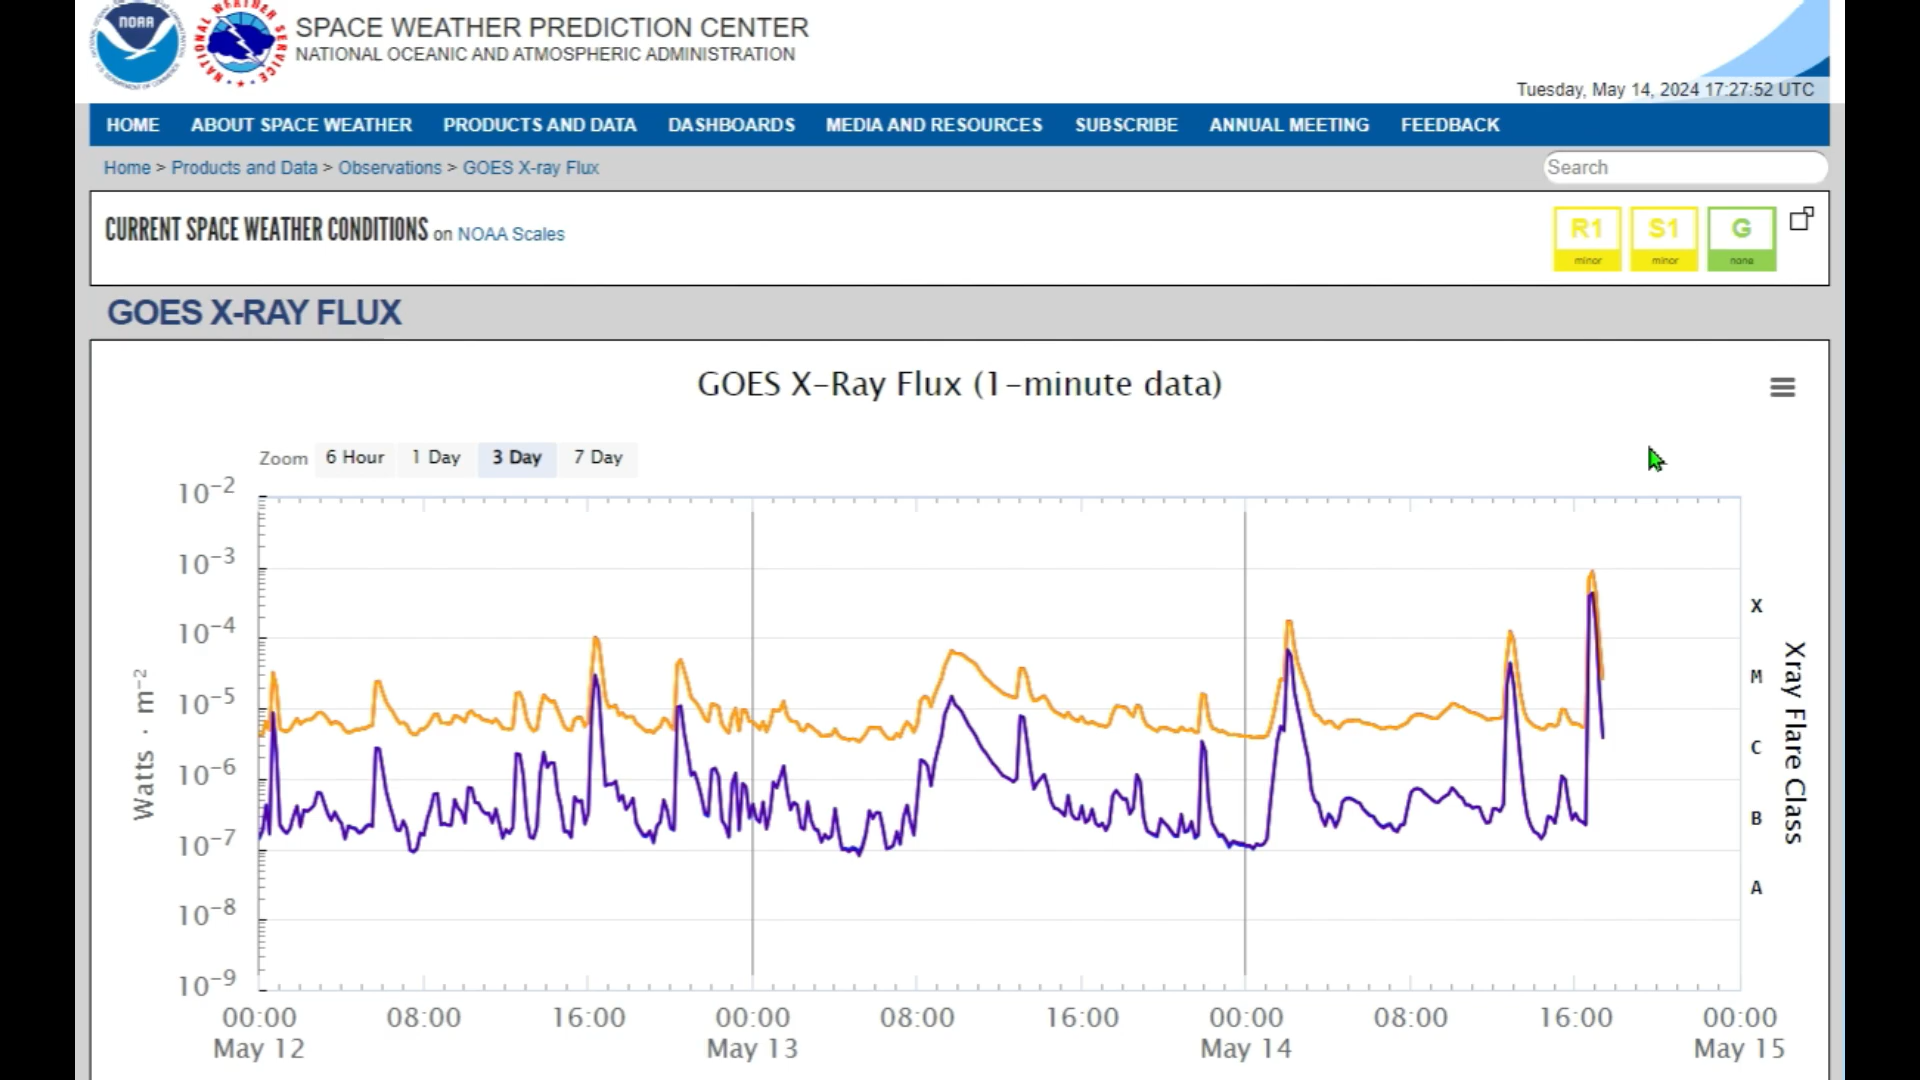 NOAA
NATIONAL WEATHER SERVICE
SPACE WEATHER PREDICTION CENTER
NATIONAL OCEANIC AND ATMOSPHERIC ADMINISTRATION
Tuesday, May 14, 2024 17:27:52 UTC
HOME ABOUT SPACE WEATHER PRODUCTS AND DATA DASHBOARDS MEDIA AND RESOURCES SUBSCRIBE ANNUAL MEETING FEEDBACK
Home > Products and Data > Observations > GOES X-ray Flux
Search
CURRENT SPACE WEATHER CONDITIONS on NOAA Scales
R1 S1 G
minor minor none
GOES X-RAY FLUX
GOES X-Ray Flux (1-minute data)
Zoom 6 Hour 1 Day 3 Day 7 Day
10⁻²
10⁻³
10⁻⁴
10⁻⁵
10⁻⁶
10⁻⁷
10⁻⁸
10⁻⁹
Watts · m⁻²
X
M
C
B
A
Xray Flare Class
00:00 08:00 16:00 00:00 08:00 16:00 00:00 08:00 16:00 00:00
May 12 May 13 May 14 May 15